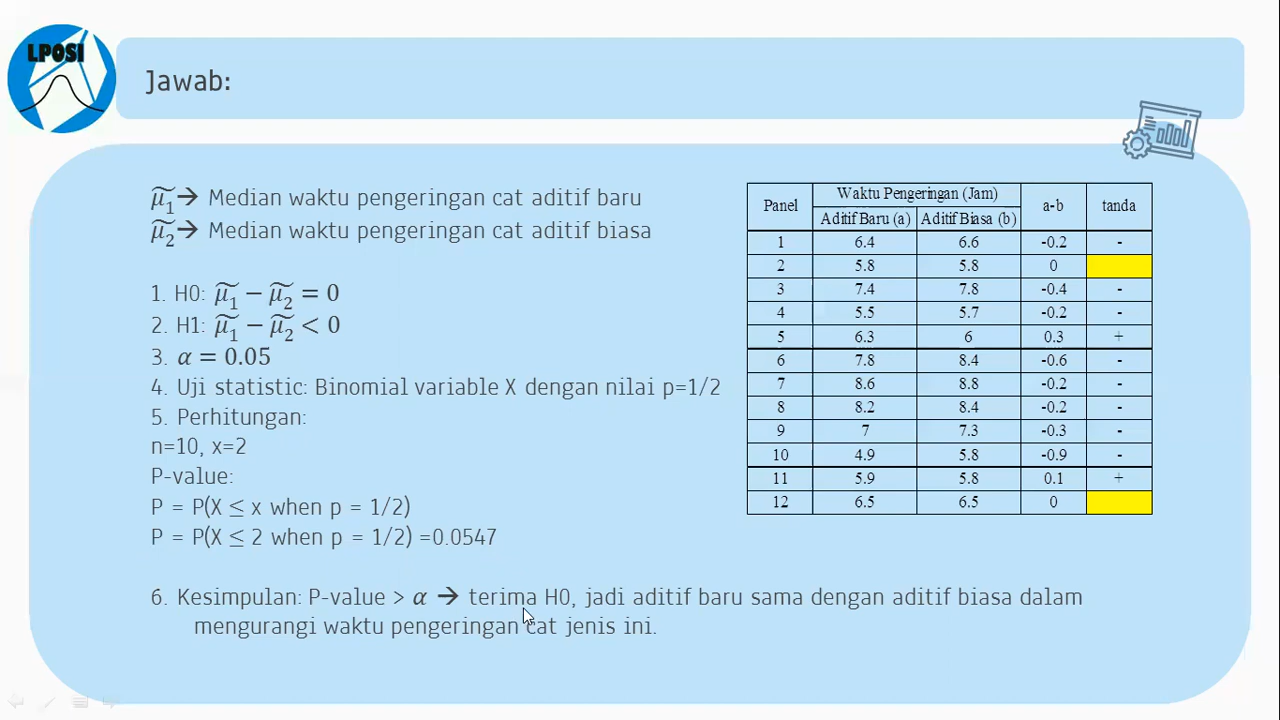 LPOSI
Jawab:
μ̃₁→ Median waktu pengeringan cat aditif baru
μ̃₂→ Median waktu pengeringan cat aditif biasa
1. H0: μ̃₁ − μ̃₂ = 0
2. H1: μ̃₁ − μ̃₂ < 0
3. α = 0.05
4. Uji statistic: Binomial variable X dengan nilai p=1/2
5. Perhitungan:
n=10, x=2
P-value:
P = P(X ≤ x when p = 1/2)
P = P(X ≤ 2 when p = 1/2) =0.0547
6. Kesimpulan: P-value > α → terima H0, jadi aditif baru sama dengan aditif biasa dalam
mengurangi waktu pengeringan cat jenis ini.
Panel Waktu Pengeringan (Jam) a-b tanda
Aditif Baru (a) Aditif Biasa (b)
1 6.4 6.6 -0.2 -
2 5.8 5.8 0
3 7.4 7.8 -0.4 -
4 5.5 5.7 -0.2 -
5 6.3 6 0.3 +
6 7.8 8.4 -0.6 -
7 8.6 8.8 -0.2 -
8 8.2 8.4 -0.2 -
9 7 7.3 -0.3 -
10 4.9 5.8 -0.9 -
11 5.9 5.8 0.1 +
12 6.5 6.5 0